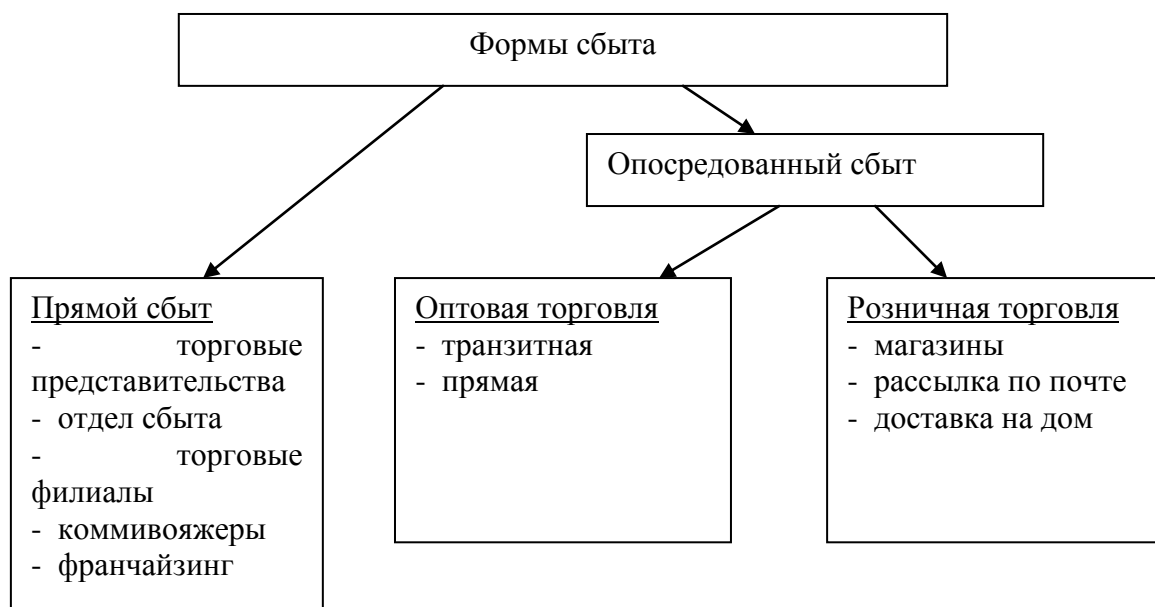 Формы сбыта
Опосредованный сбыт
Прямой сбыт
- торговые
представительства
- отдел сбыта
- торговые
филиалы
- коммивояжеры
- франчайзинг
Оптовая торговля
- транзитная
- прямая
Розничная торговля
- магазины
- рассылка по почте
- доставка на дом